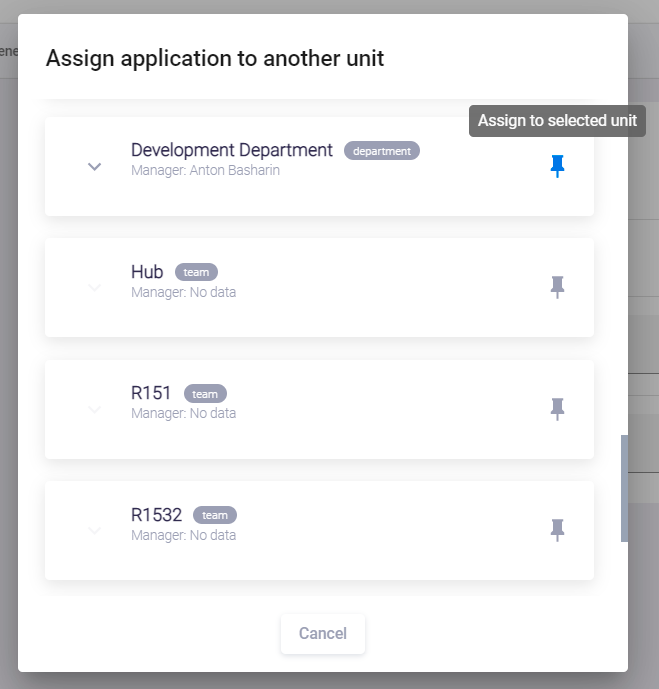 ene
Assign application to another unit
Assign to selected unit
Development Department department
Manager: Anton Basharin
Hub team
Manager: No data
R151 team
Manager: No data
R1532 team
Manager: No data
Cancel